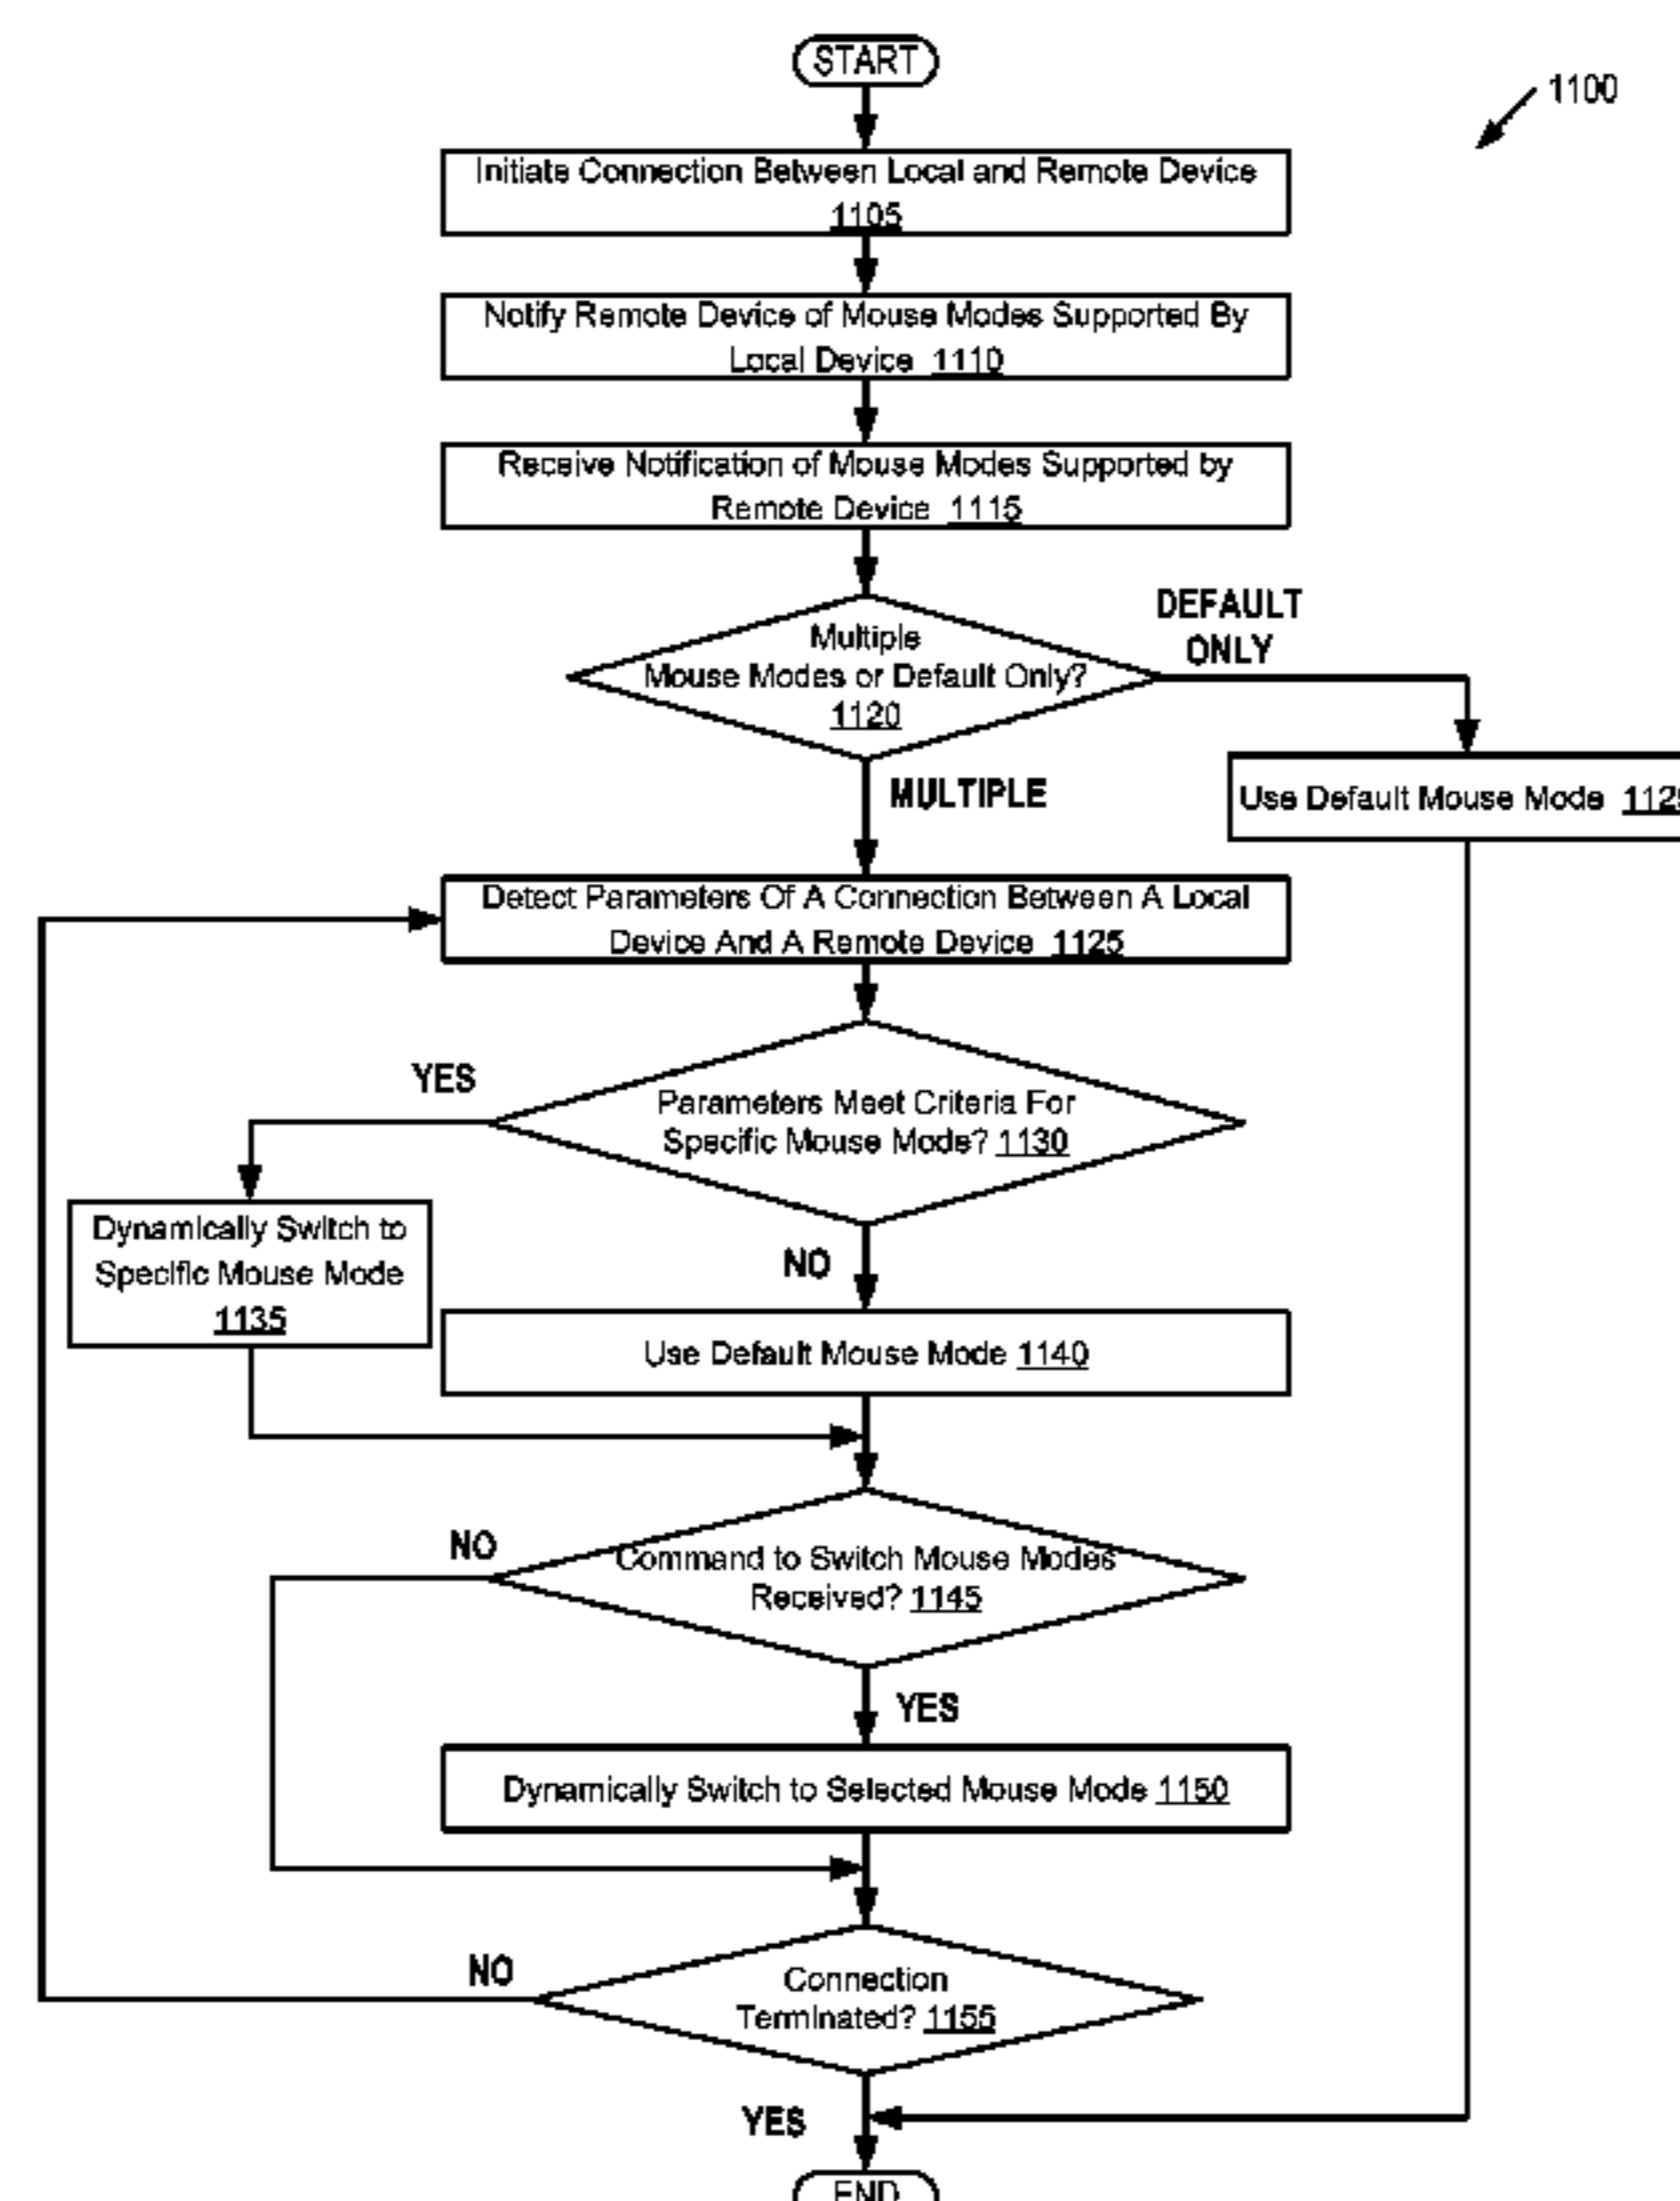 START
1100
Initiate Connection Between Local and Remote Device
1105
Notify Remote Device of Mouse Modes Supported By
Local Device 1110
Receive Notification of Mouse Modes Supported by
Remote Device 1115
DEFAULT
ONLY
Multiple
Mouse Modes or Default Only?
1120
MULTIPLE
Use Default Mouse Mode
Detect Parameters Of A Connection Between A Local
Device And A Remote Device 1125
YES
Parameters Meet Criteria For
Specific Mouse Mode? 1130
Dynamically Switch to
Specific Mouse Mode
1135
NO
Use Default Mouse Mode 1140
NO
Command to Switch Mouse Modes
Received? 1145
YES
Dynamically Switch to Selected Mouse Mode 1150
NO
Connection
Terminated? 1155
YES
END